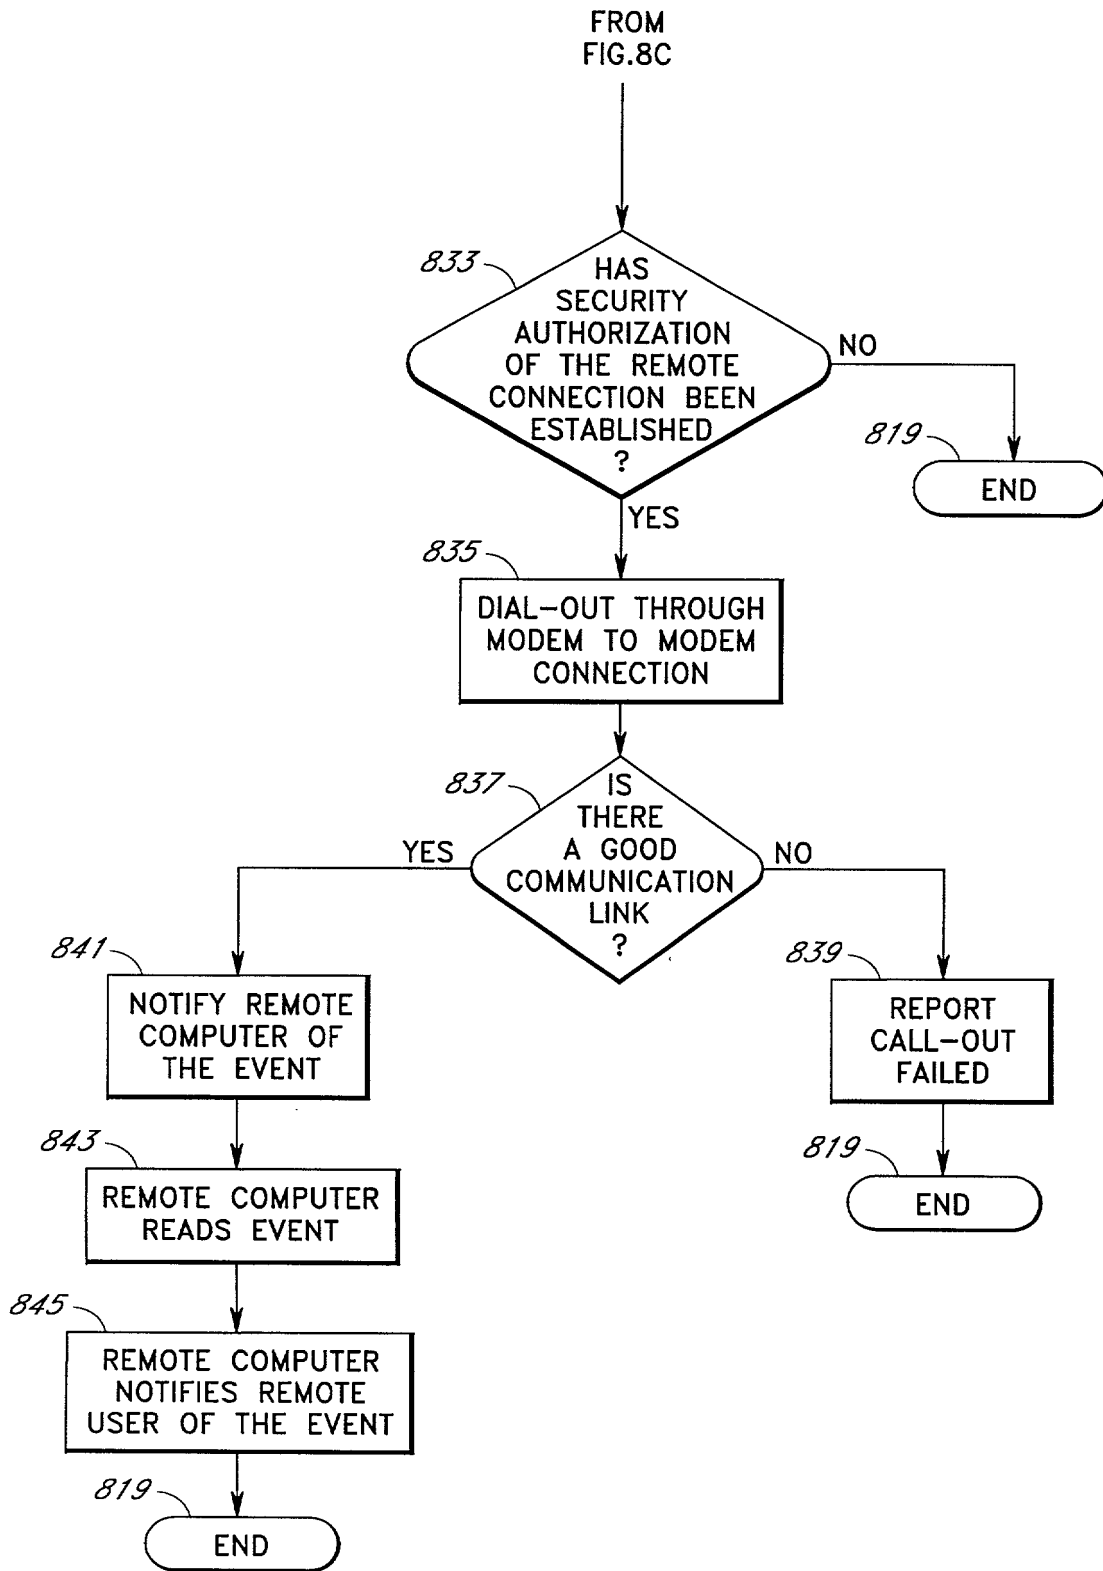 FROM
FIG.8C
833
HAS
SECURITY
AUTHORIZATION
OF THE REMOTE
CONNECTION BEEN
ESTABLISHED
?
NO
819
END
YES
835
DIAL-OUT THROUGH
MODEM TO MODEM
CONNECTION
837
IS
THERE
A GOOD
COMMUNICATION
LINK
?
YES
NO
841
NOTIFY REMOTE
COMPUTER OF
THE EVENT
839
REPORT
CALL-OUT
FAILED
843
REMOTE COMPUTER
READS EVENT
819
END
845
REMOTE COMPUTER
NOTIFIES REMOTE
USER OF THE EVENT
819
END